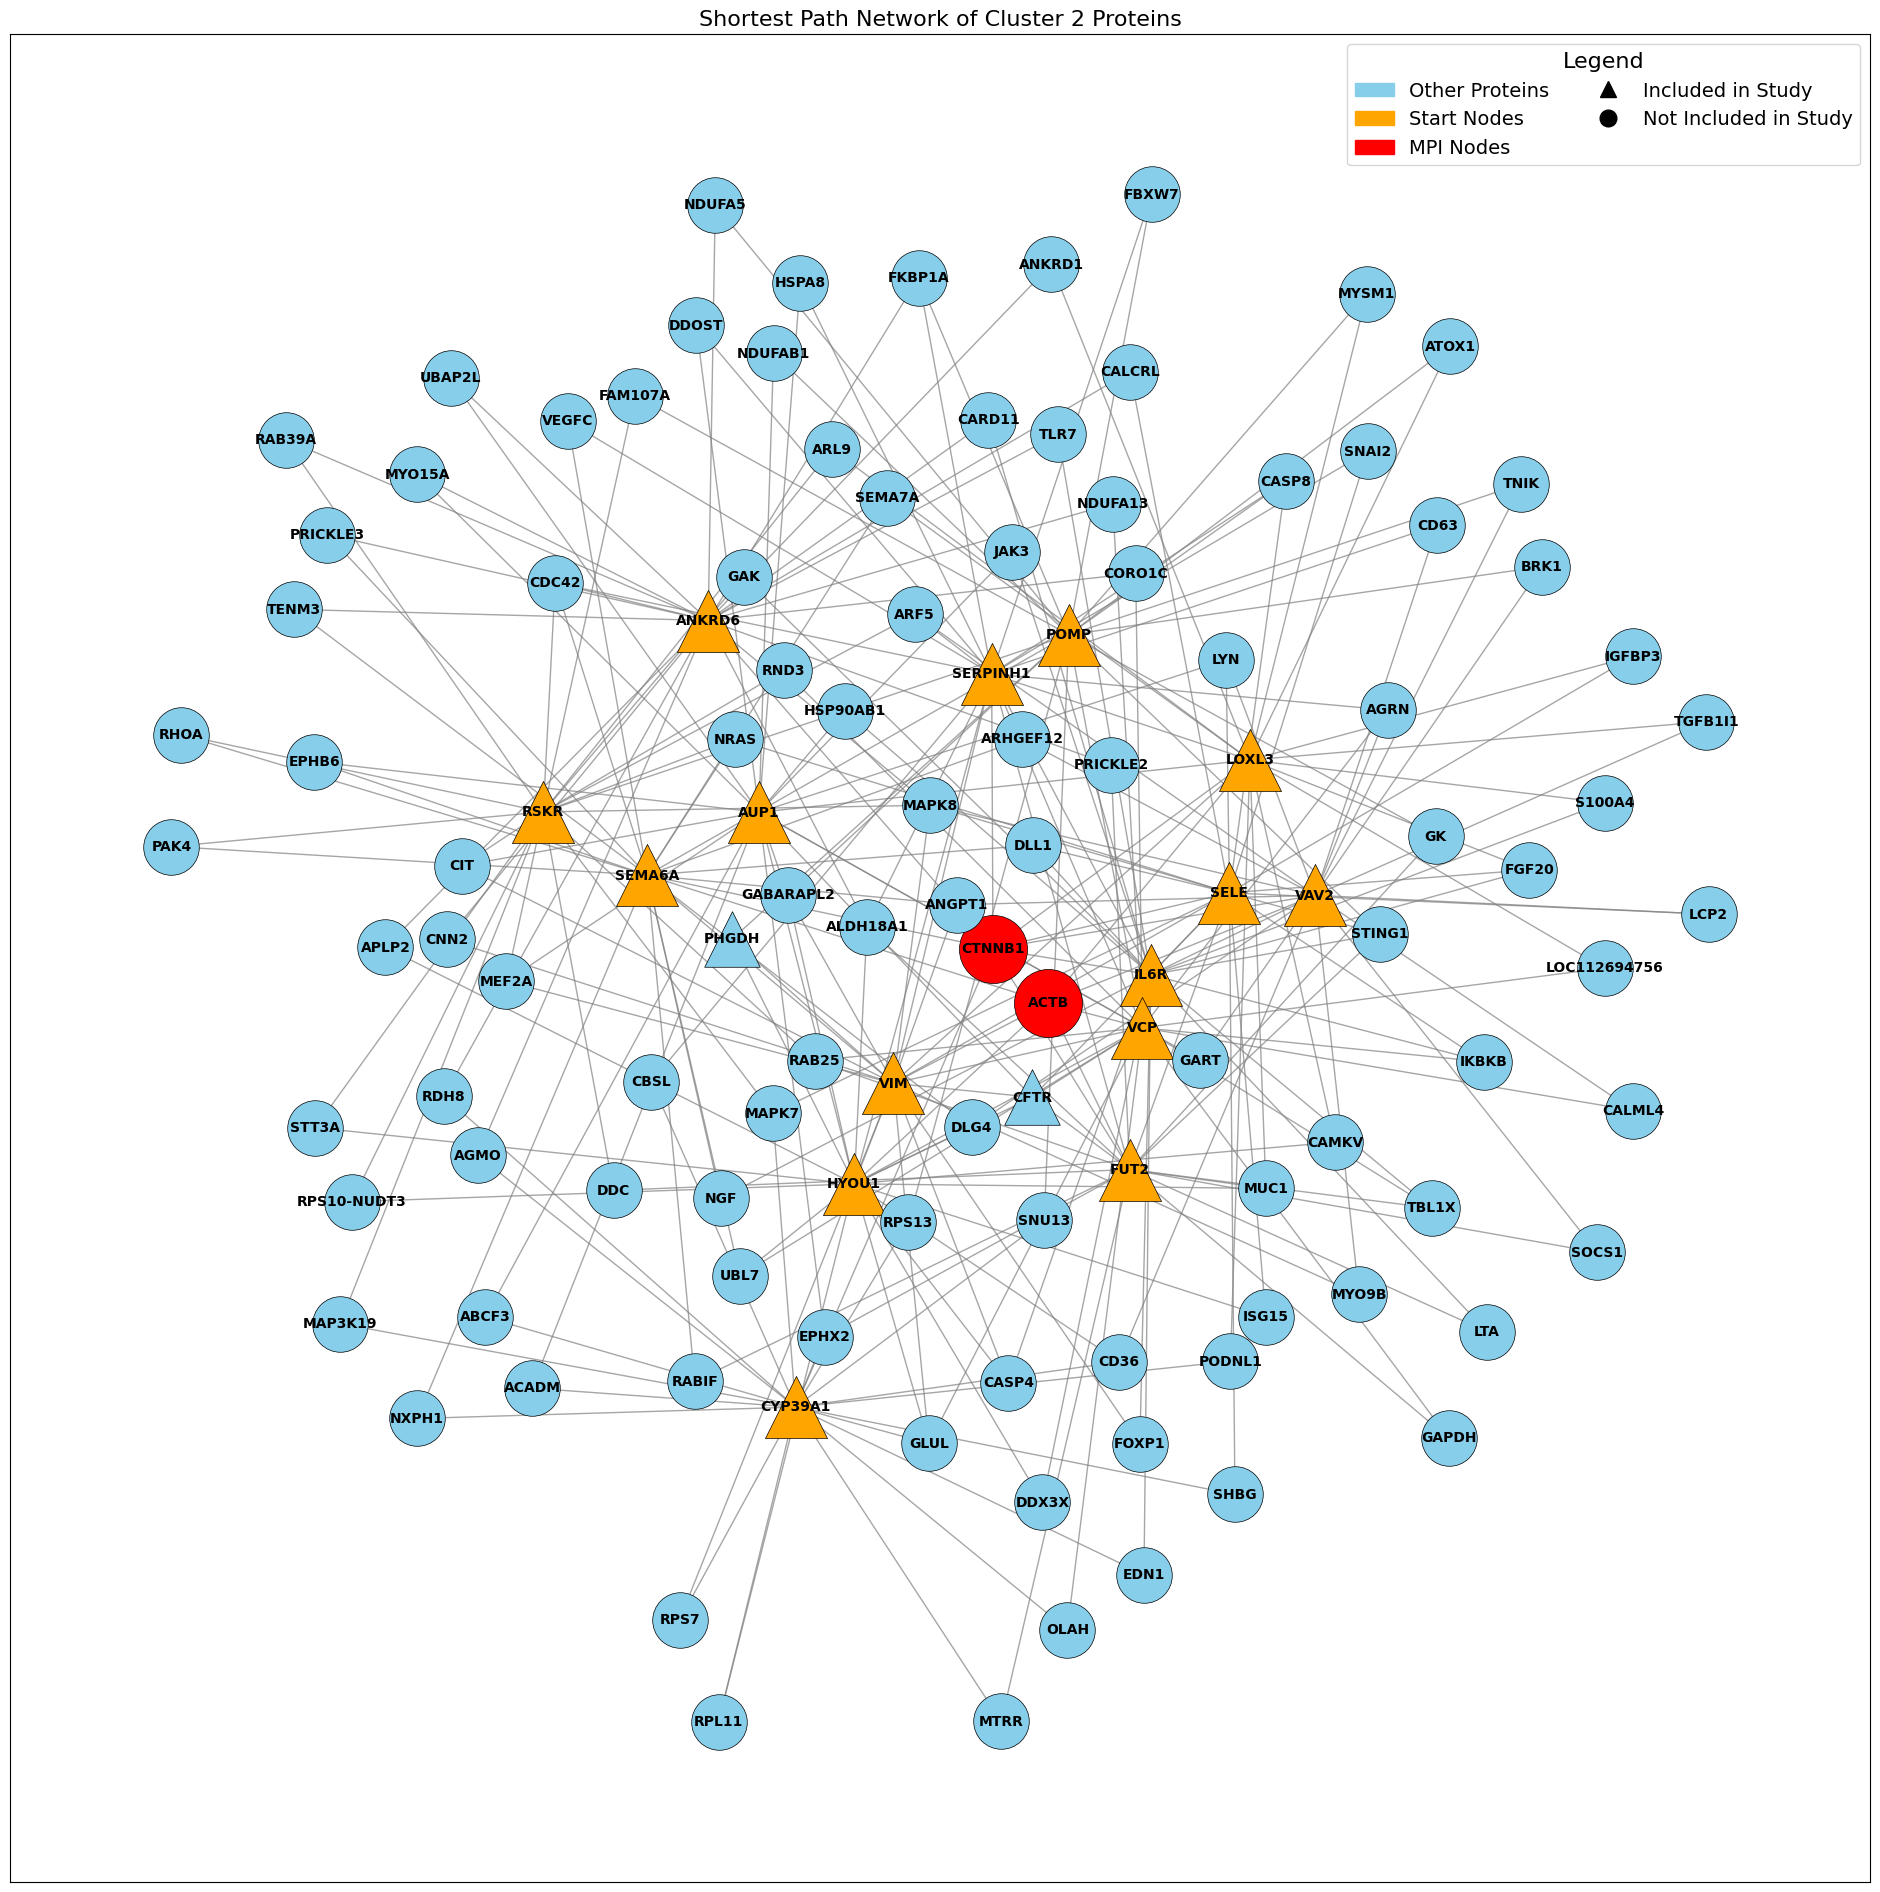 Shortest Path Network of Cluster 2 Proteins
Legend
Other Proteins
Included in Study
Start Nodes
Not Included in Study
MPI Nodes
FBXW7
NDUFA5
ANKRD1
FKBP1A
HSPA8
MYSM1
DDOST
ATOX1
NDUFAB1
CALCRL
UBAP2L
FAM107A
CARD11
VEGFC
TLR7
RAB39A
ARL9
SNAI2
MYO15A
CASP8
TNIK
SEMA7A
NDUFA13
CD63
PRICKLE3
JAK3
BRK1
CORO1C
GAK
CDC42
TENM3
ARF5
ANKRD6
POMP
IGFBP3
LYN
RND3
SERPINH1
HSP90AB1
AGRN
TGFB1I1
RHOA
ARHGEF12
NRAS
LOXL3
EPHB6
PRICKLE2
S100A4
MAPK8
RSKR
AUP1
GK
DLL1
PAK4
CIT
FGF20
SEMA6A
SELE
GABARAPL2
VAV2
ANGPT1
LCP2
ALDH18A1
STING1
PHGDH
CNN2
APLP2
CTNNB1
LOC112694756
IL6R
MEF2A
ACTB
VCP
RAB25
GART
IKBKB
CBSL
VIM
RDH8
CFTR
CALML4
MAPK7
DLG4
STT3A
CAMKV
AGMO
FUT2
HYOU1
MUC1
DDC
NGF
RPS10-NUDT3
TBL1X
SNU13
RPS13
SOCS1
UBL7
MYO9B
ABCF3
ISG15
MAP3K19
LTA
EPHX2
CD36
PODNL1
RABIF
CASP4
ACADM
CYP39A1
NXPH1
GAPDH
GLUL
FOXP1
SHBG
DDX3X
EDN1
RPS7
OLAH
RPL11
MTRR